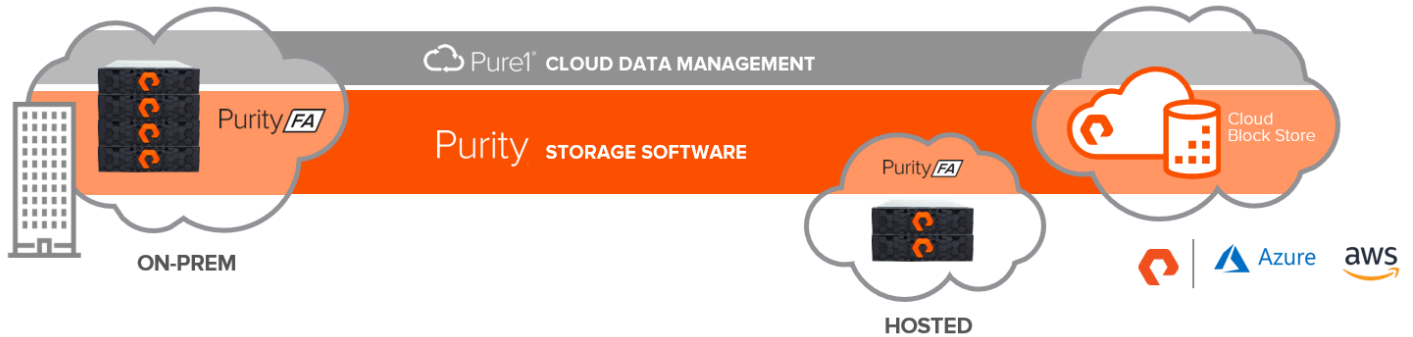 Pure1® CLOUD DATA MANAGEMENT
Purity FA
Purity STORAGE SOFTWARE
Cloud
Block Store
Purity FA
ON-PREM
Azure
aws
HOSTED